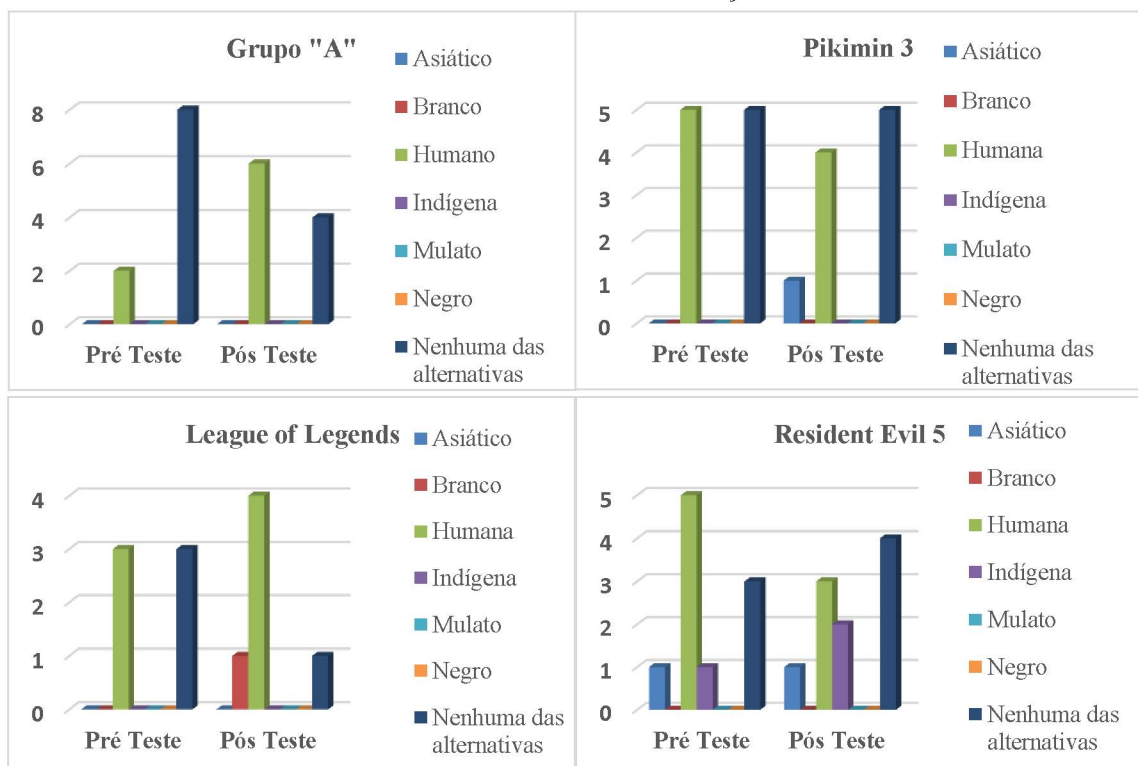 Grupo "A"
8
6
4
2
0
Pré Teste
Pós Teste
Asiático
Branco
Humano
Indígena
Mulato
Negro
Nenhuma das
alternativas
Pikimin 3
5
4
3
2
1
0
Pré Teste
Pós Teste
Asiático
Branco
Humana
Indígena
Mulato
Negro
Nenhuma das
alternativas
League of Legends
4
3
2
1
0
Pré Teste
Pós Teste
Asiático
Branco
Humana
Indígena
Mulato
Negro
Nenhuma das
alternativas
Resident Evil 5
5
4
3
2
1
0
Pré Teste
Pós Teste
Asiático
Branco
Humana
Indígena
Mulato
Negro
Nenhuma das
alternativas